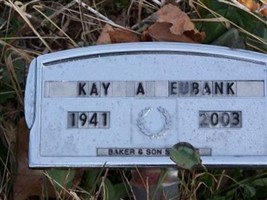 KAY A EUBANK
1941 2003
BAKER & SON